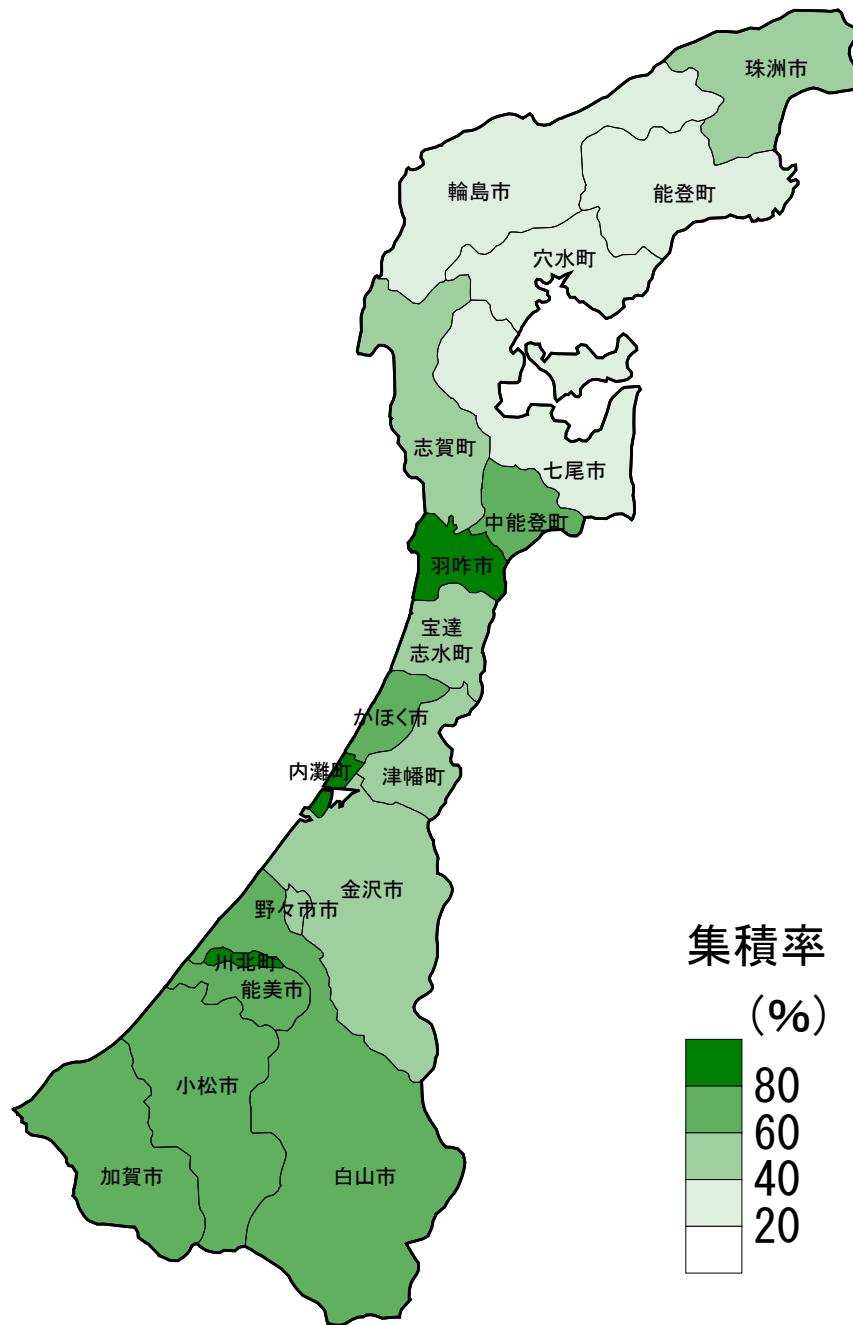 珠洲市
輪島市
能登町
穴水町
志賀町
七尾市
中能登町
羽咋市
宝達
志水町
かほく市
内灘町
津幡町
金沢市
野々市市
川北町
能美市
小松市
加賀市
白山市
集積率
(%)
80
60
40
20